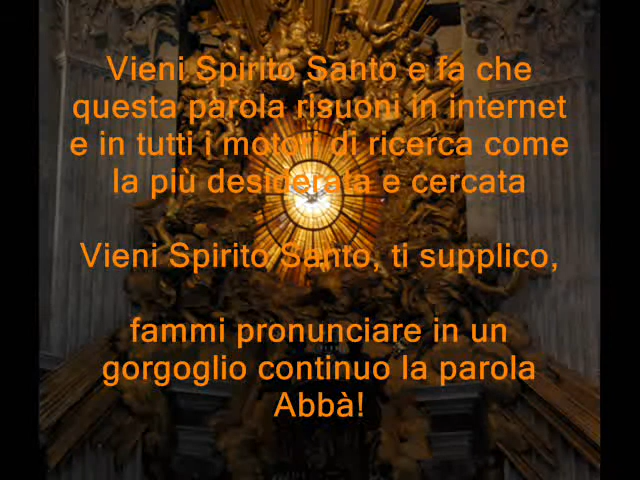 Vieni Spirito Santo e fa che
questa parola risuoni in internet
e in tutti i motori di ricerca come
la più desiderata e cercata
Vieni Spirito Santo, ti supplico,
fammi pronunciare in un
gorgoglio continuo la parola
Abbà!